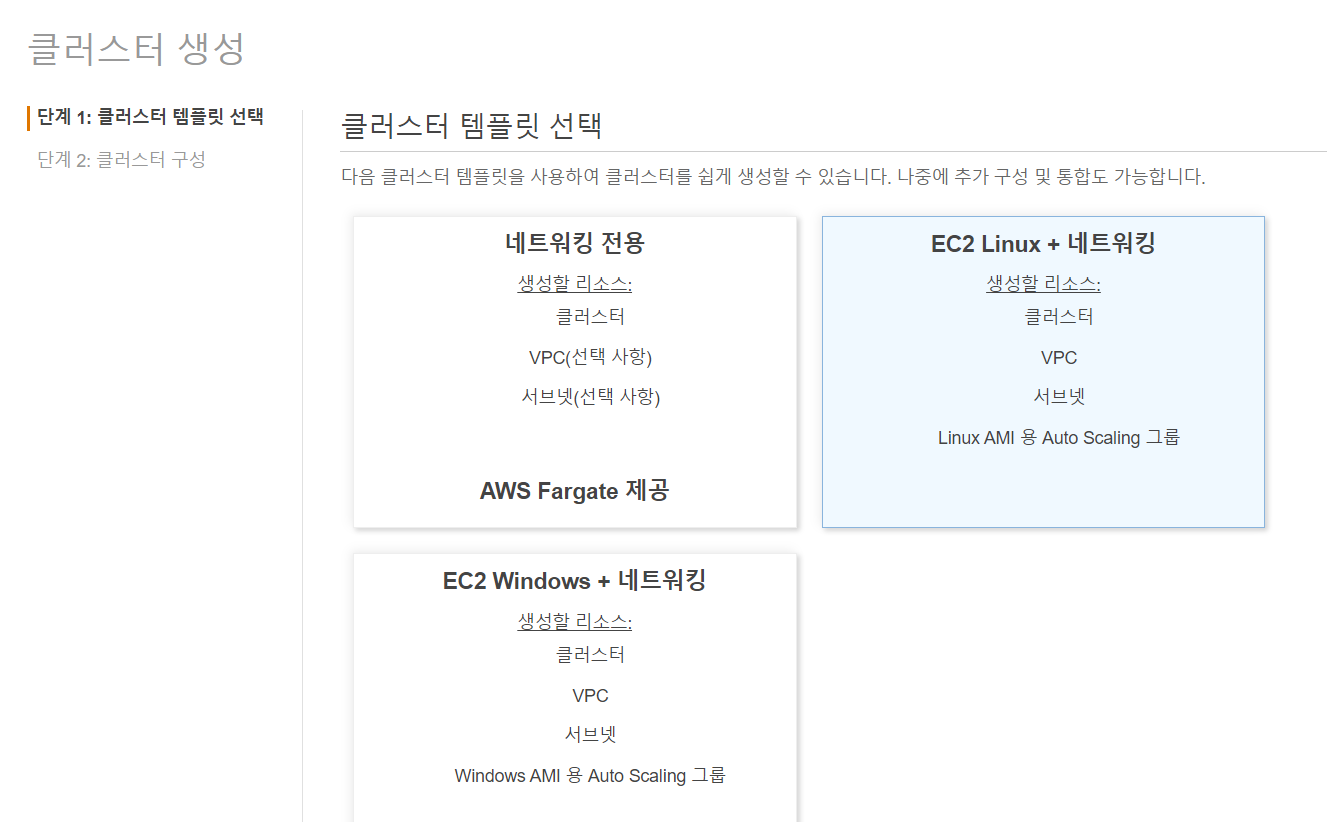 클러스터 생성
단계 1: 클러스터 템플릿 선택
단계 2: 클러스터 구성
클러스터 템플릿 선택
다음 클러스터 템플릿을 사용하여 클러스터를 쉽게 생성할 수 있습니다. 나중에 추가 구성 및 통합도 가능합니다.
네트워킹 전용
생성할 리소스:
클러스터
VPC(선택 사항)
서브넷(선택 사항)
AWS Fargate 제공
EC2 Linux + 네트워킹
생성할 리소스:
클러스터
VPC
서브넷
Linux AMI 용 Auto Scaling 그룹
EC2 Windows + 네트워킹
생성할 리소스:
클러스터
VPC
서브넷
Windows AMI 용 Auto Scaling 그룹